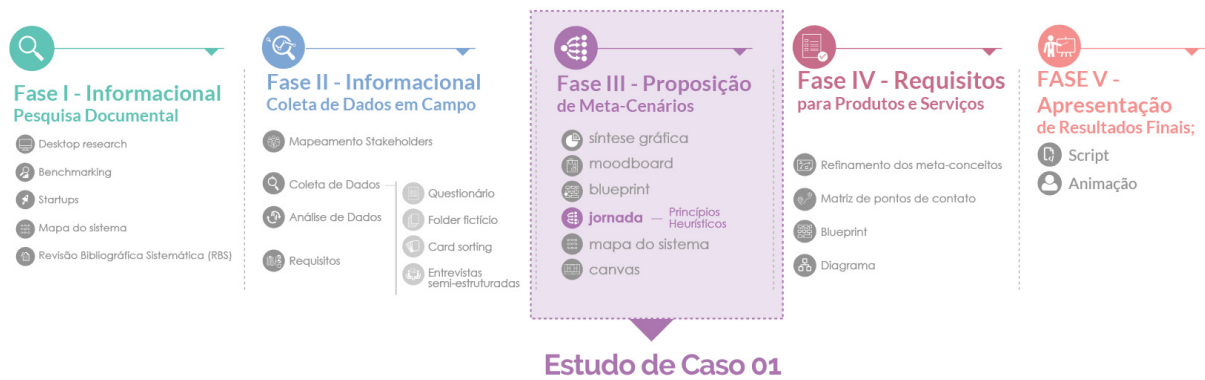 Fase I - Informacional
Pesquisa Documental
Desktop research
Benchmarking
Startups
Mapa do sistema
Revisão Bibliográfica Sistemática (RBS)
Fase II - Informacional
Coleta de Dados em Campo
Mapeamento Stakeholders
Coleta de Dados
Análise de Dados
Requisitos
Questionário
Folder fictício
Card sorting
Entrevistas
semi-estruturadas
Fase III - Proposição
de Meta-Cenários
síntese gráfica
moodboard
blueprint
jornada — Princípios
Heurísticos
mapa do sistema
canvas
Fase IV - Requisitos
para Produtos e Serviços
Refinamento dos meta-conceitos
Matriz de pontos de contato
Blueprint
Diagrama
FASE V -
Apresentação
de Resultados Finais;
Script
Animação
Estudo de Caso 01